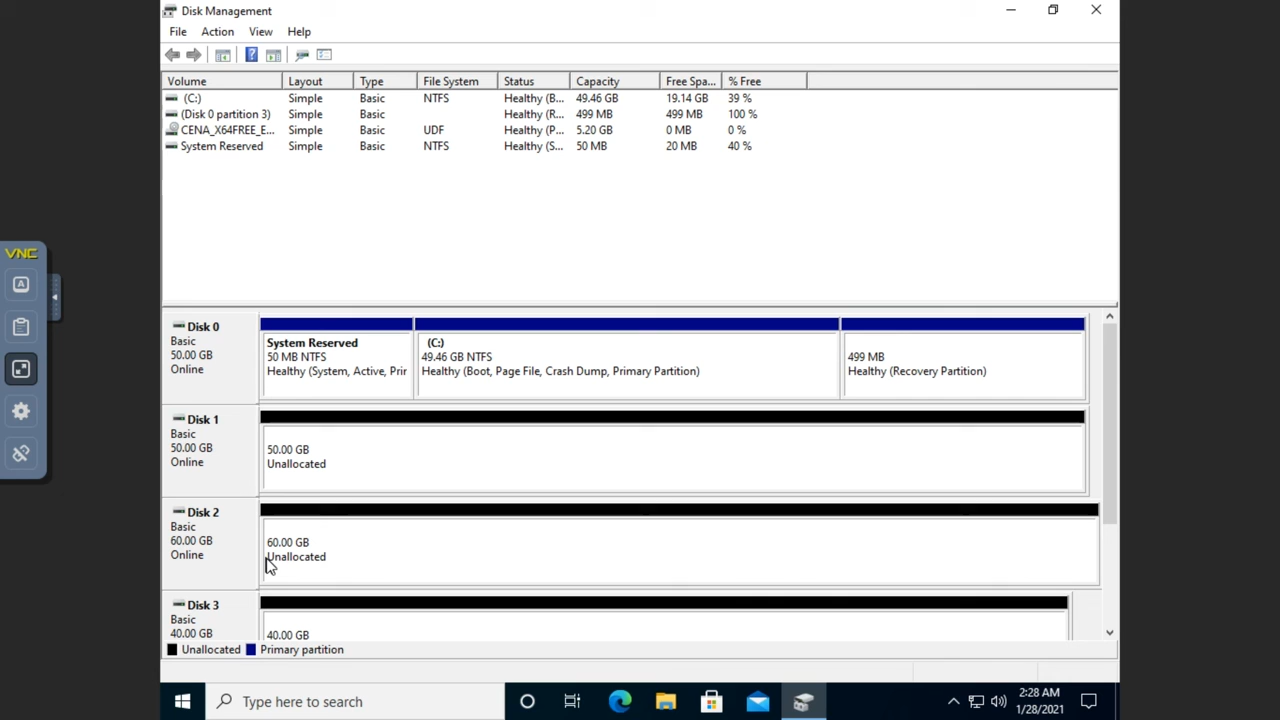 Disk Management
File Action View Help
Volume Layout Type File System Status Capacity Free Spa... % Free
(C:) Simple Basic NTFS Healthy (B... 49.46 GB 19.14 GB 39 %
(Disk 0 partition 3) Simple Basic Healthy (R... 499 MB 499 MB 100 %
CENA_X64FREE_E... Simple Basic UDF Healthy (P... 5.20 GB 0 MB 0 %
System Reserved Simple Basic NTFS Healthy (S... 50 MB 20 MB 40 %
VNC
A
Disk 0
Basic
50.00 GB
Online
System Reserved
50 MB NTFS
Healthy (System, Active, Prir
(C:)
49.46 GB NTFS
Healthy (Boot, Page File, Crash Dump, Primary Partition)
499 MB
Healthy (Recovery Partition)
Disk 1
Basic
50.00 GB
Online
50.00 GB
Unallocated
Disk 2
Basic
60.00 GB
Online
60.00 GB
Unallocated
Disk 3
Basic
40.00 GB
40.00 GB
Unallocated Primary partition
Type here to search
2:28 AM
1/28/2021